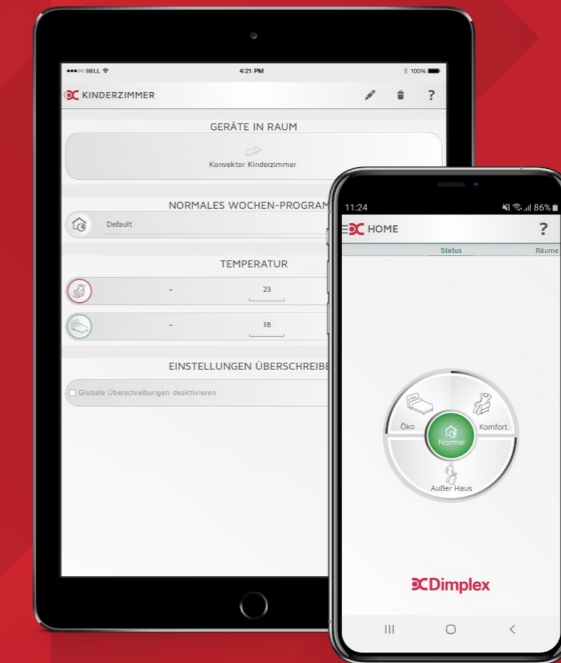 BELL
4:21 PM
100%
KINDERZIMMER
?
GERÄTE IN RAUM
Konvektor Kinderzimmer
NORMALES WOCHEN-PROGRAM
Default
TEMPERATUR
- 23
- 18
EINSTELLUNGEN ÜBERSCHREIBE
Globale Überschreibungen deaktivieren
11:24
86%
HOME
?
Status
Räume
Öko
Komfort
Normal
Außer Haus
Dimplex